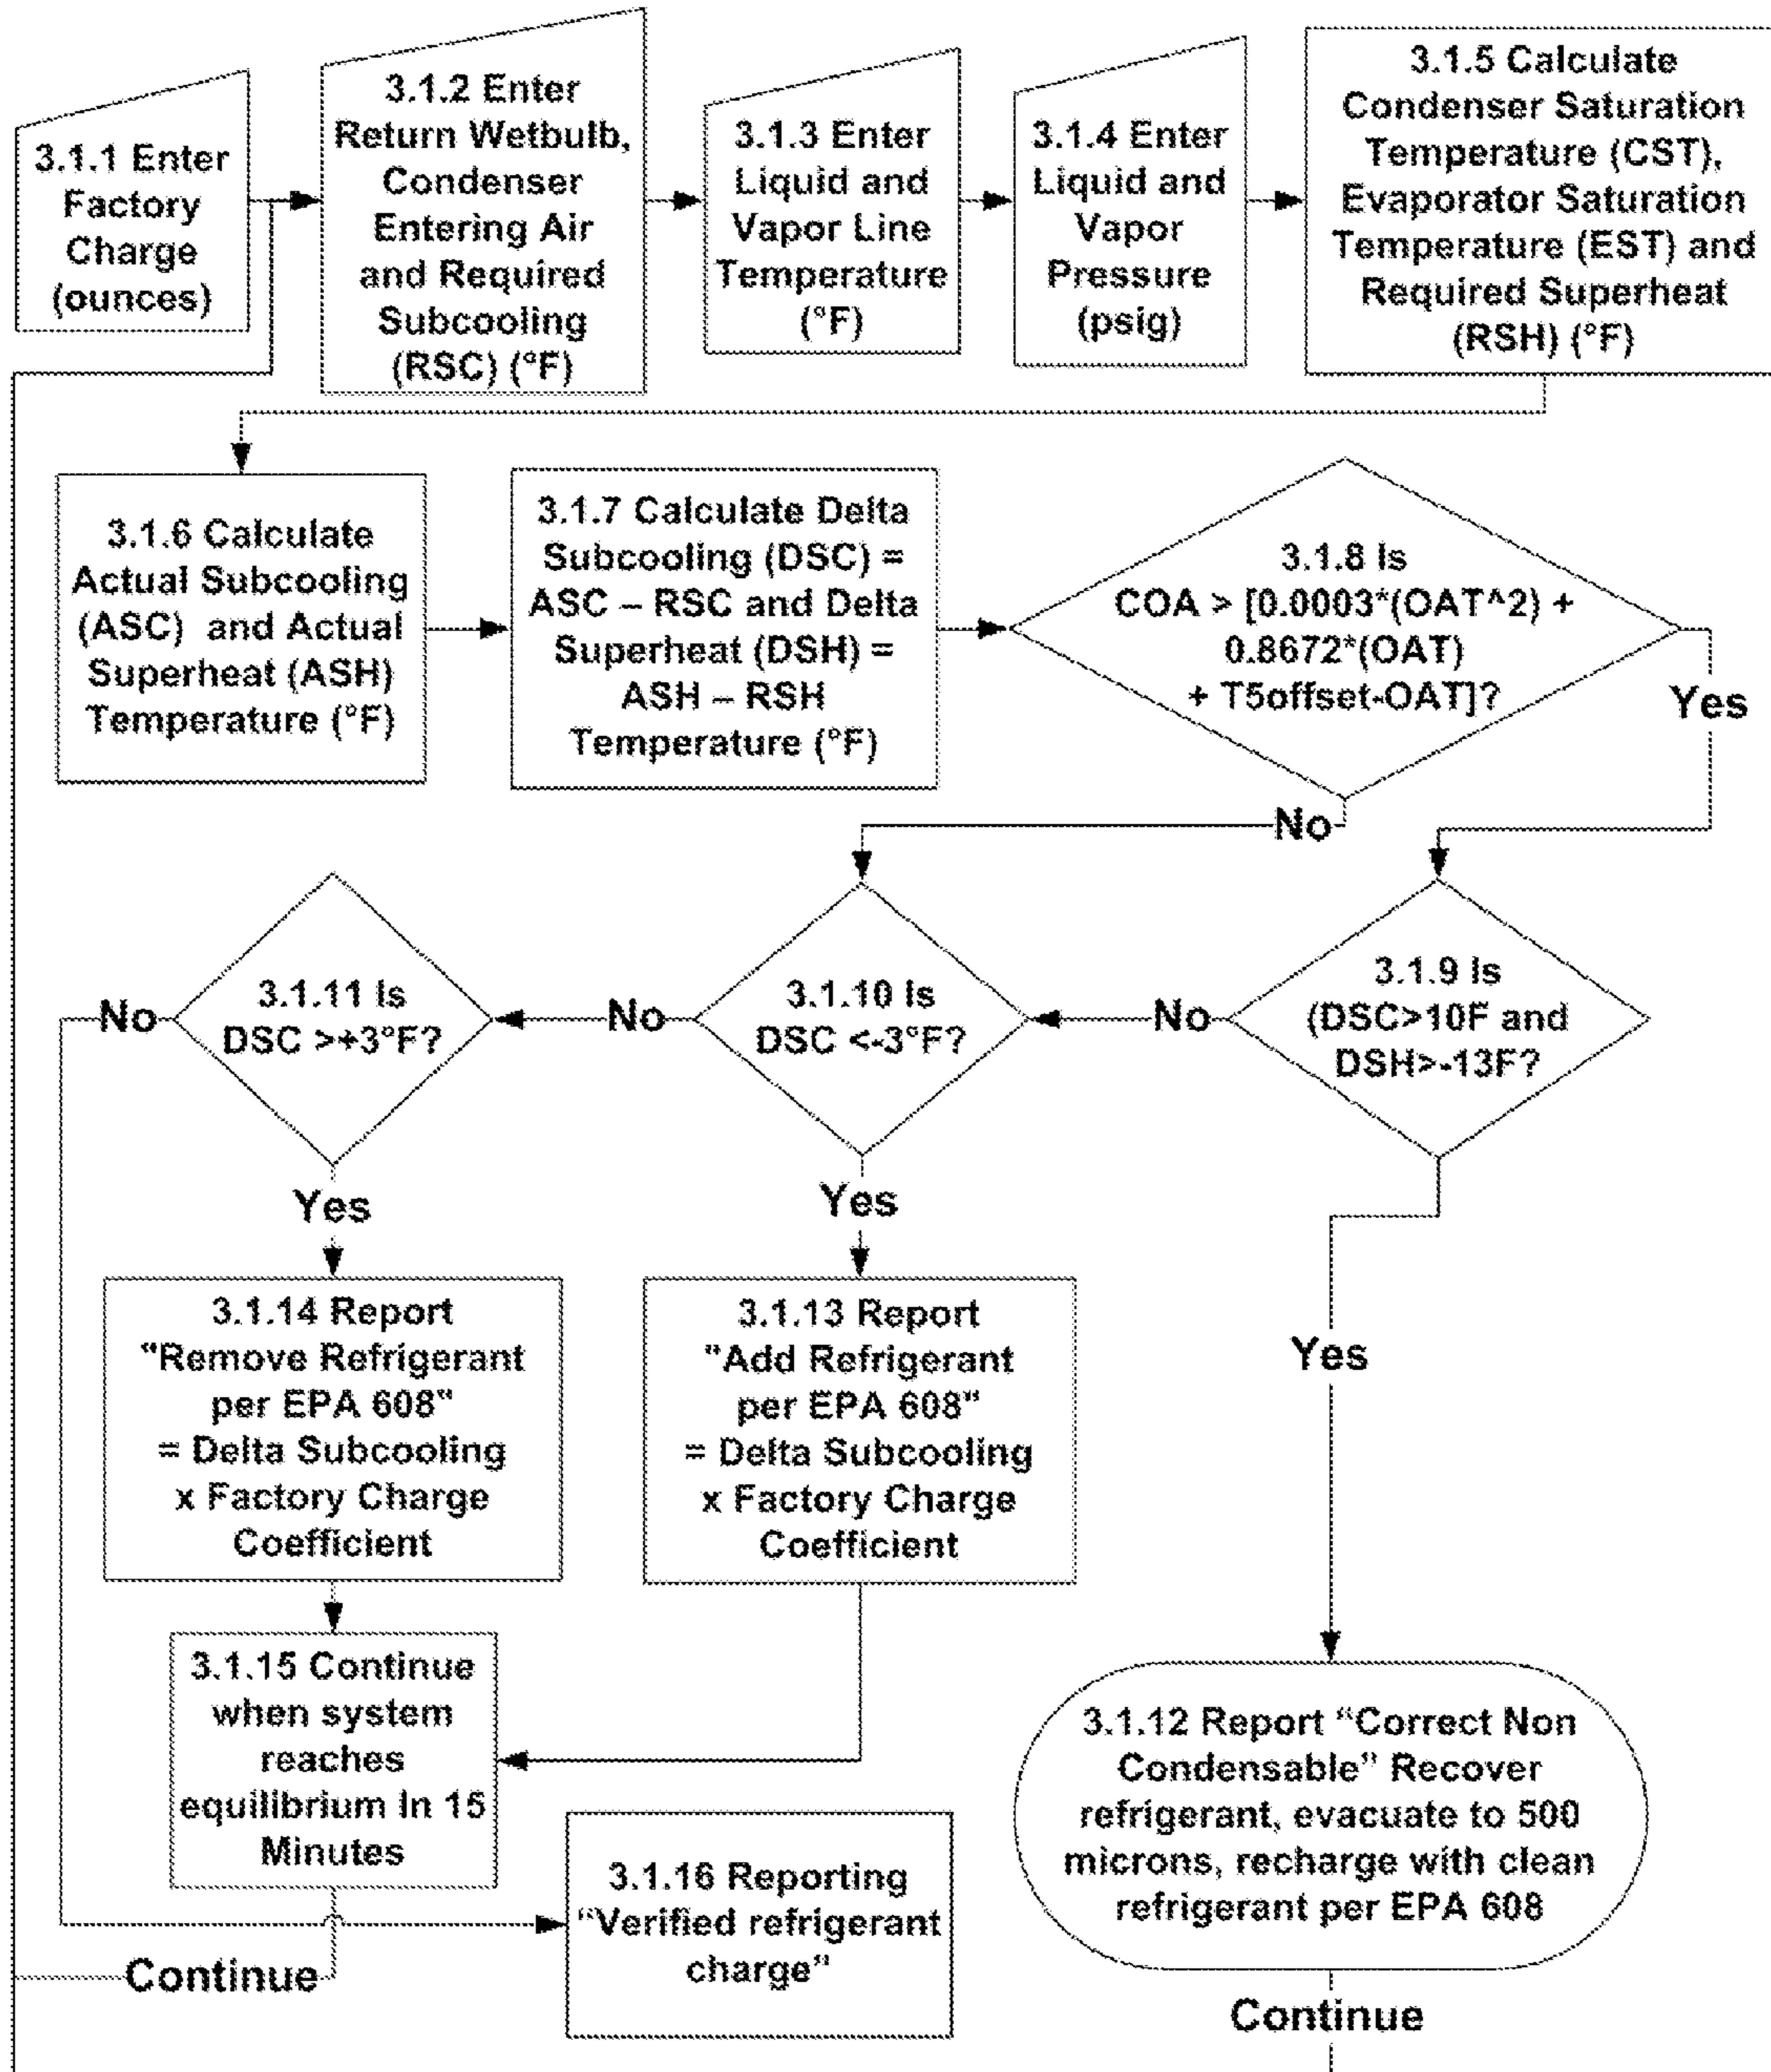 3.1.1 Enter
Factory
Charge
(ounces)
3.1.2 Enter
Return Wetbulb,
Condenser
Entering Air
and Required
Subcooling
(RSC) (°F)
3.1.3 Enter
Liquid and
Vapor Line
Temperature
(°F)
3.1.4 Enter
Liquid and
Vapor
Pressure
(psig)
3.1.5 Calculate
Condenser Saturation
Temperature (CST),
Evaporator Saturation
Temperature (EST) and
Required Superheat
(RSH) (°F)
3.1.6 Calculate
Actual Subcooling
(ASC) and Actual
Superheat (ASH)
Temperature (°F)
3.1.7 Calculate Delta
Subcooling (DSC) =
ASC – RSC and Delta
Superheat (DSH) =
ASH – RSH
Temperature (°F)
3.1.8 Is
COA > [0.0003*(OAT^2) +
0.8672*(OAT)
+ T5offset-OAT]?
Yes
No
3.1.11 Is
DSC >+3°F?
No
3.1.10 Is
DSC <-3°F?
No
3.1.9 Is
(DSC>10F and
DSH>-13F?
No
Yes
Yes
Yes
3.1.14 Report
"Remove Refrigerant
per EPA 608"
= Delta Subcooling
x Factory Charge
Coefficient
3.1.13 Report
"Add Refrigerant
per EPA 608"
= Delta Subcooling
x Factory Charge
Coefficient
3.1.15 Continue
when system
reaches
equilibrium In 15
Minutes
3.1.16 Reporting
"Verified refrigerant
charge"
3.1.12 Report "Correct Non
Condensable" Recover
refrigerant, evacuate to 500
microns, recharge with clean
refrigerant per EPA 608
Continue
Continue